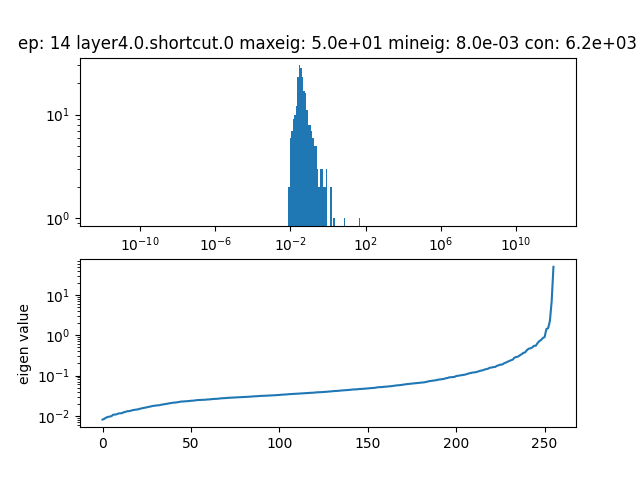 ep: 14 layer4.0.shortcut.0 maxeig: 5.0e+01 mineig: 8.0e-03 con: 6.2e+03
10¹
10⁰
10⁻¹⁰ 10⁻⁶ 10⁻² 10² 10⁶ 10¹⁰
eigen value
10¹
10⁰
10⁻¹
10⁻²
0 50 100 150 200 250